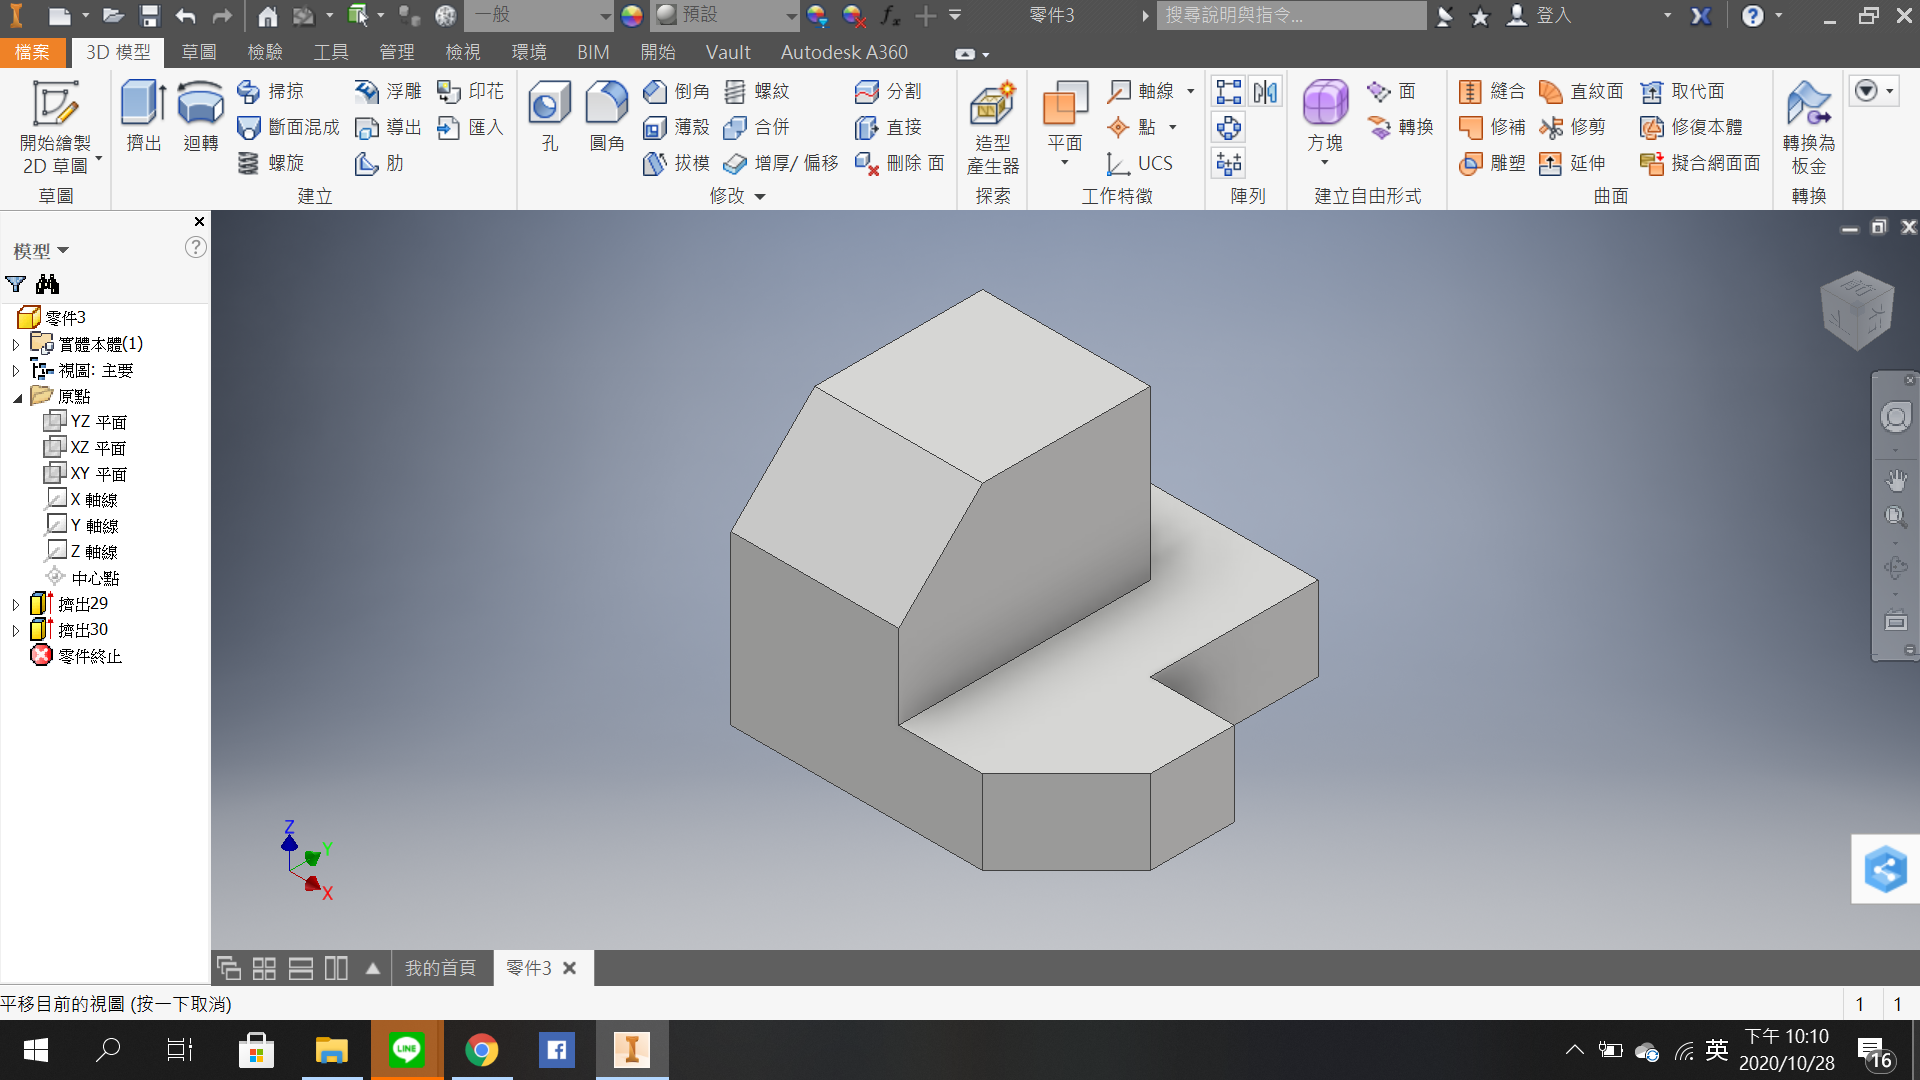 一般
預設
零件3
搜尋說明與指令...
登入
檔案
3D 模型
草圖
檢驗
工具
管理
檢視
環境
BIM
開始
Vault
Autodesk A360
開始繪製
2D 草圖
草圖
擠出
迴轉
掃掠
斷面混成
螺旋
浮雕
導出
肋
印花
匯入
建立
孔
圓角
倒角
薄殼
拔模
螺紋
合併
增厚/ 偏移
分割
直接
刪除 面
修改
造型
產生器
探索
平面
軸線
點
UCS
工作特徵
陣列
方塊
面
轉換
建立自由形式
縫合
修補
雕塑
直紋面
修剪
延伸
取代面
修復本體
擬合網面面
曲面
轉換為
板金
轉換
模型
零件3
實體本體(1)
視圖: 主要
原點
YZ 平面
XZ 平面
XY 平面
X 軸線
Y 軸線
Z 軸線
中心點
擠出29
擠出30
零件終止
Z
Y
X
我的首頁
零件3
平移目前的視圖 (按一下取消)
1
1
LINE
英
下午 10:10
2020/10/28
16